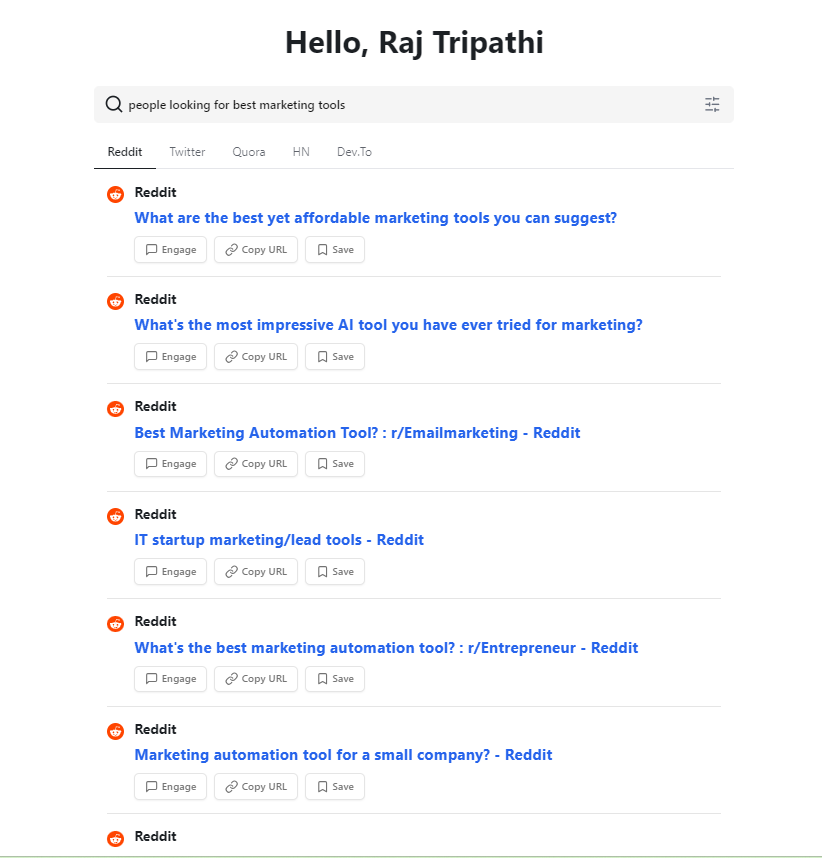 Hello, Raj Tripathi
people looking for best marketing tools
Reddit Twitter Quora HN Dev.To
Reddit
What are the best yet affordable marketing tools you can suggest?
Engage Copy URL Save
Reddit
What's the most impressive AI tool you have ever tried for marketing?
Engage Copy URL Save
Reddit
Best Marketing Automation Tool? : r/Emailmarketing - Reddit
Engage Copy URL Save
Reddit
IT startup marketing/lead tools - Reddit
Engage Copy URL Save
Reddit
What's the best marketing automation tool? : r/Entrepreneur - Reddit
Engage Copy URL Save
Reddit
Marketing automation tool for a small company? - Reddit
Engage Copy URL Save
Reddit